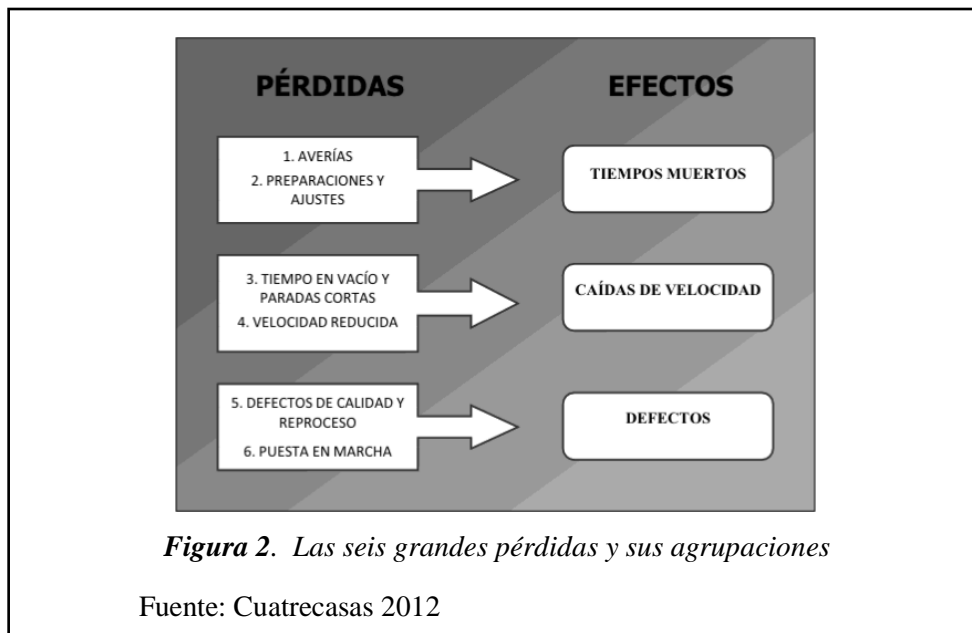 PÉRDIDAS
EFECTOS
1. AVERÍAS
2. PREPARACIONES Y
AJUSTES
TIEMPOS MUERTOS
3. TIEMPO EN VACÍO Y
PARADAS CORTAS
4. VELOCIDAD REDUCIDA
CAÍDAS DE VELOCIDAD
5. DEFECTOS DE CALIDAD Y
REPROCESO
6. PUESTA EN MARCHA
DEFECTOS
Figura 2. Las seis grandes pérdidas y sus agrupaciones
Fuente: Cuatrecasas 2012